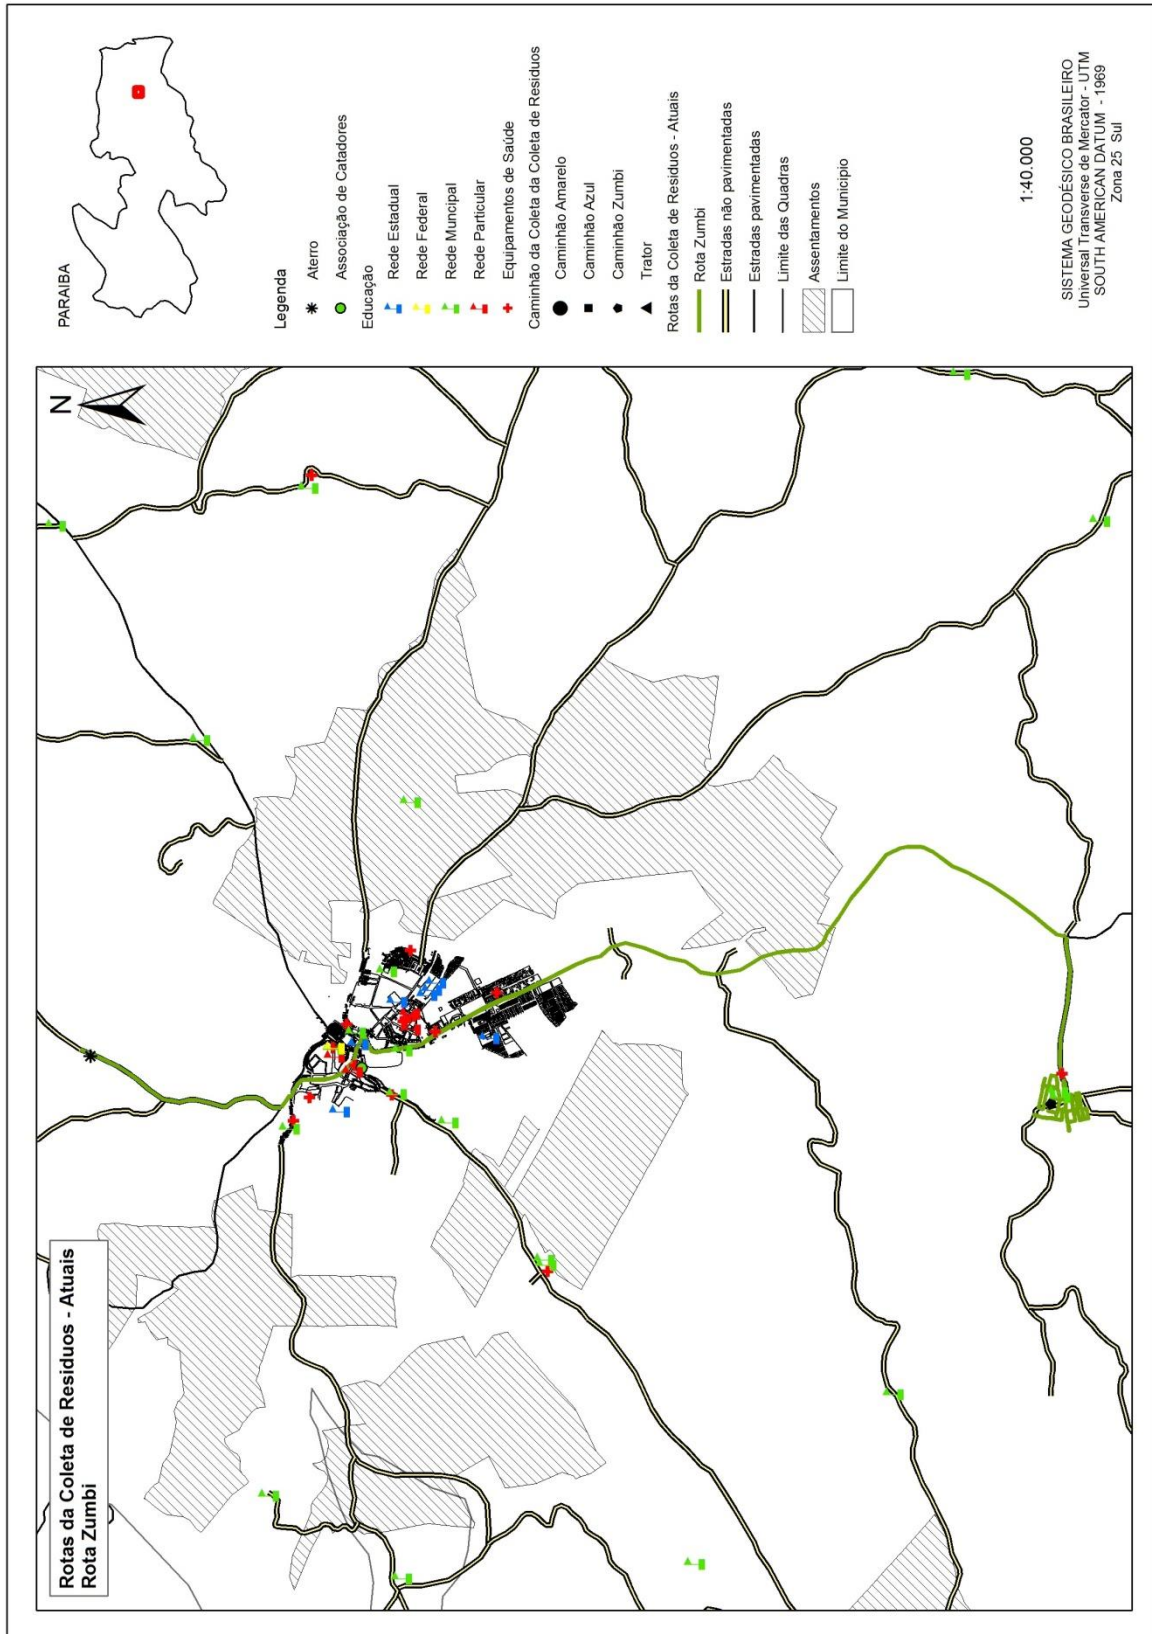 Rotas da Coleta de Residuos - Atuais
Rota Zumbi
N
PARAIBA
Legenda
Aterro
Associação de Catadores
Educação
Rede Estadual
Rede Federal
Rede Muncipal
Rede Particular
Equipamentos de Saúde
Caminhão da Coleta da Coleta de Residuos
Caminhão Amarelo
Caminhão Azul
Caminhão Zumbi
Trator
Rotas da Coleta de Residuos - Atuais
Rota Zumbi
Estradas não pavimentadas
Estradas pavimentadas
Limite das Quadras
Assentamentos
Limite do Municipio
1:40.000
SISTEMA GEODÉSICO BRASILEIRO
Universal Transverse de Mercator - UTM
SOUTH AMERICAN DATUM - 1969
Zona 25 Sul